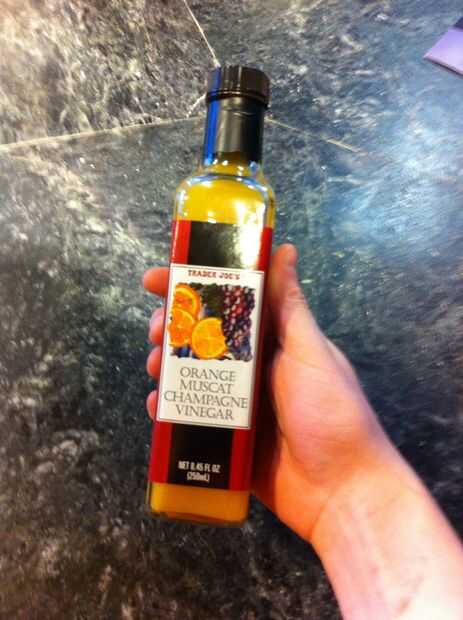 TRADER JOE'S
ORANGE
MUSCAT
CHAMPAGNE
VINEGAR
NET 8.45 FL OZ
(250mL)